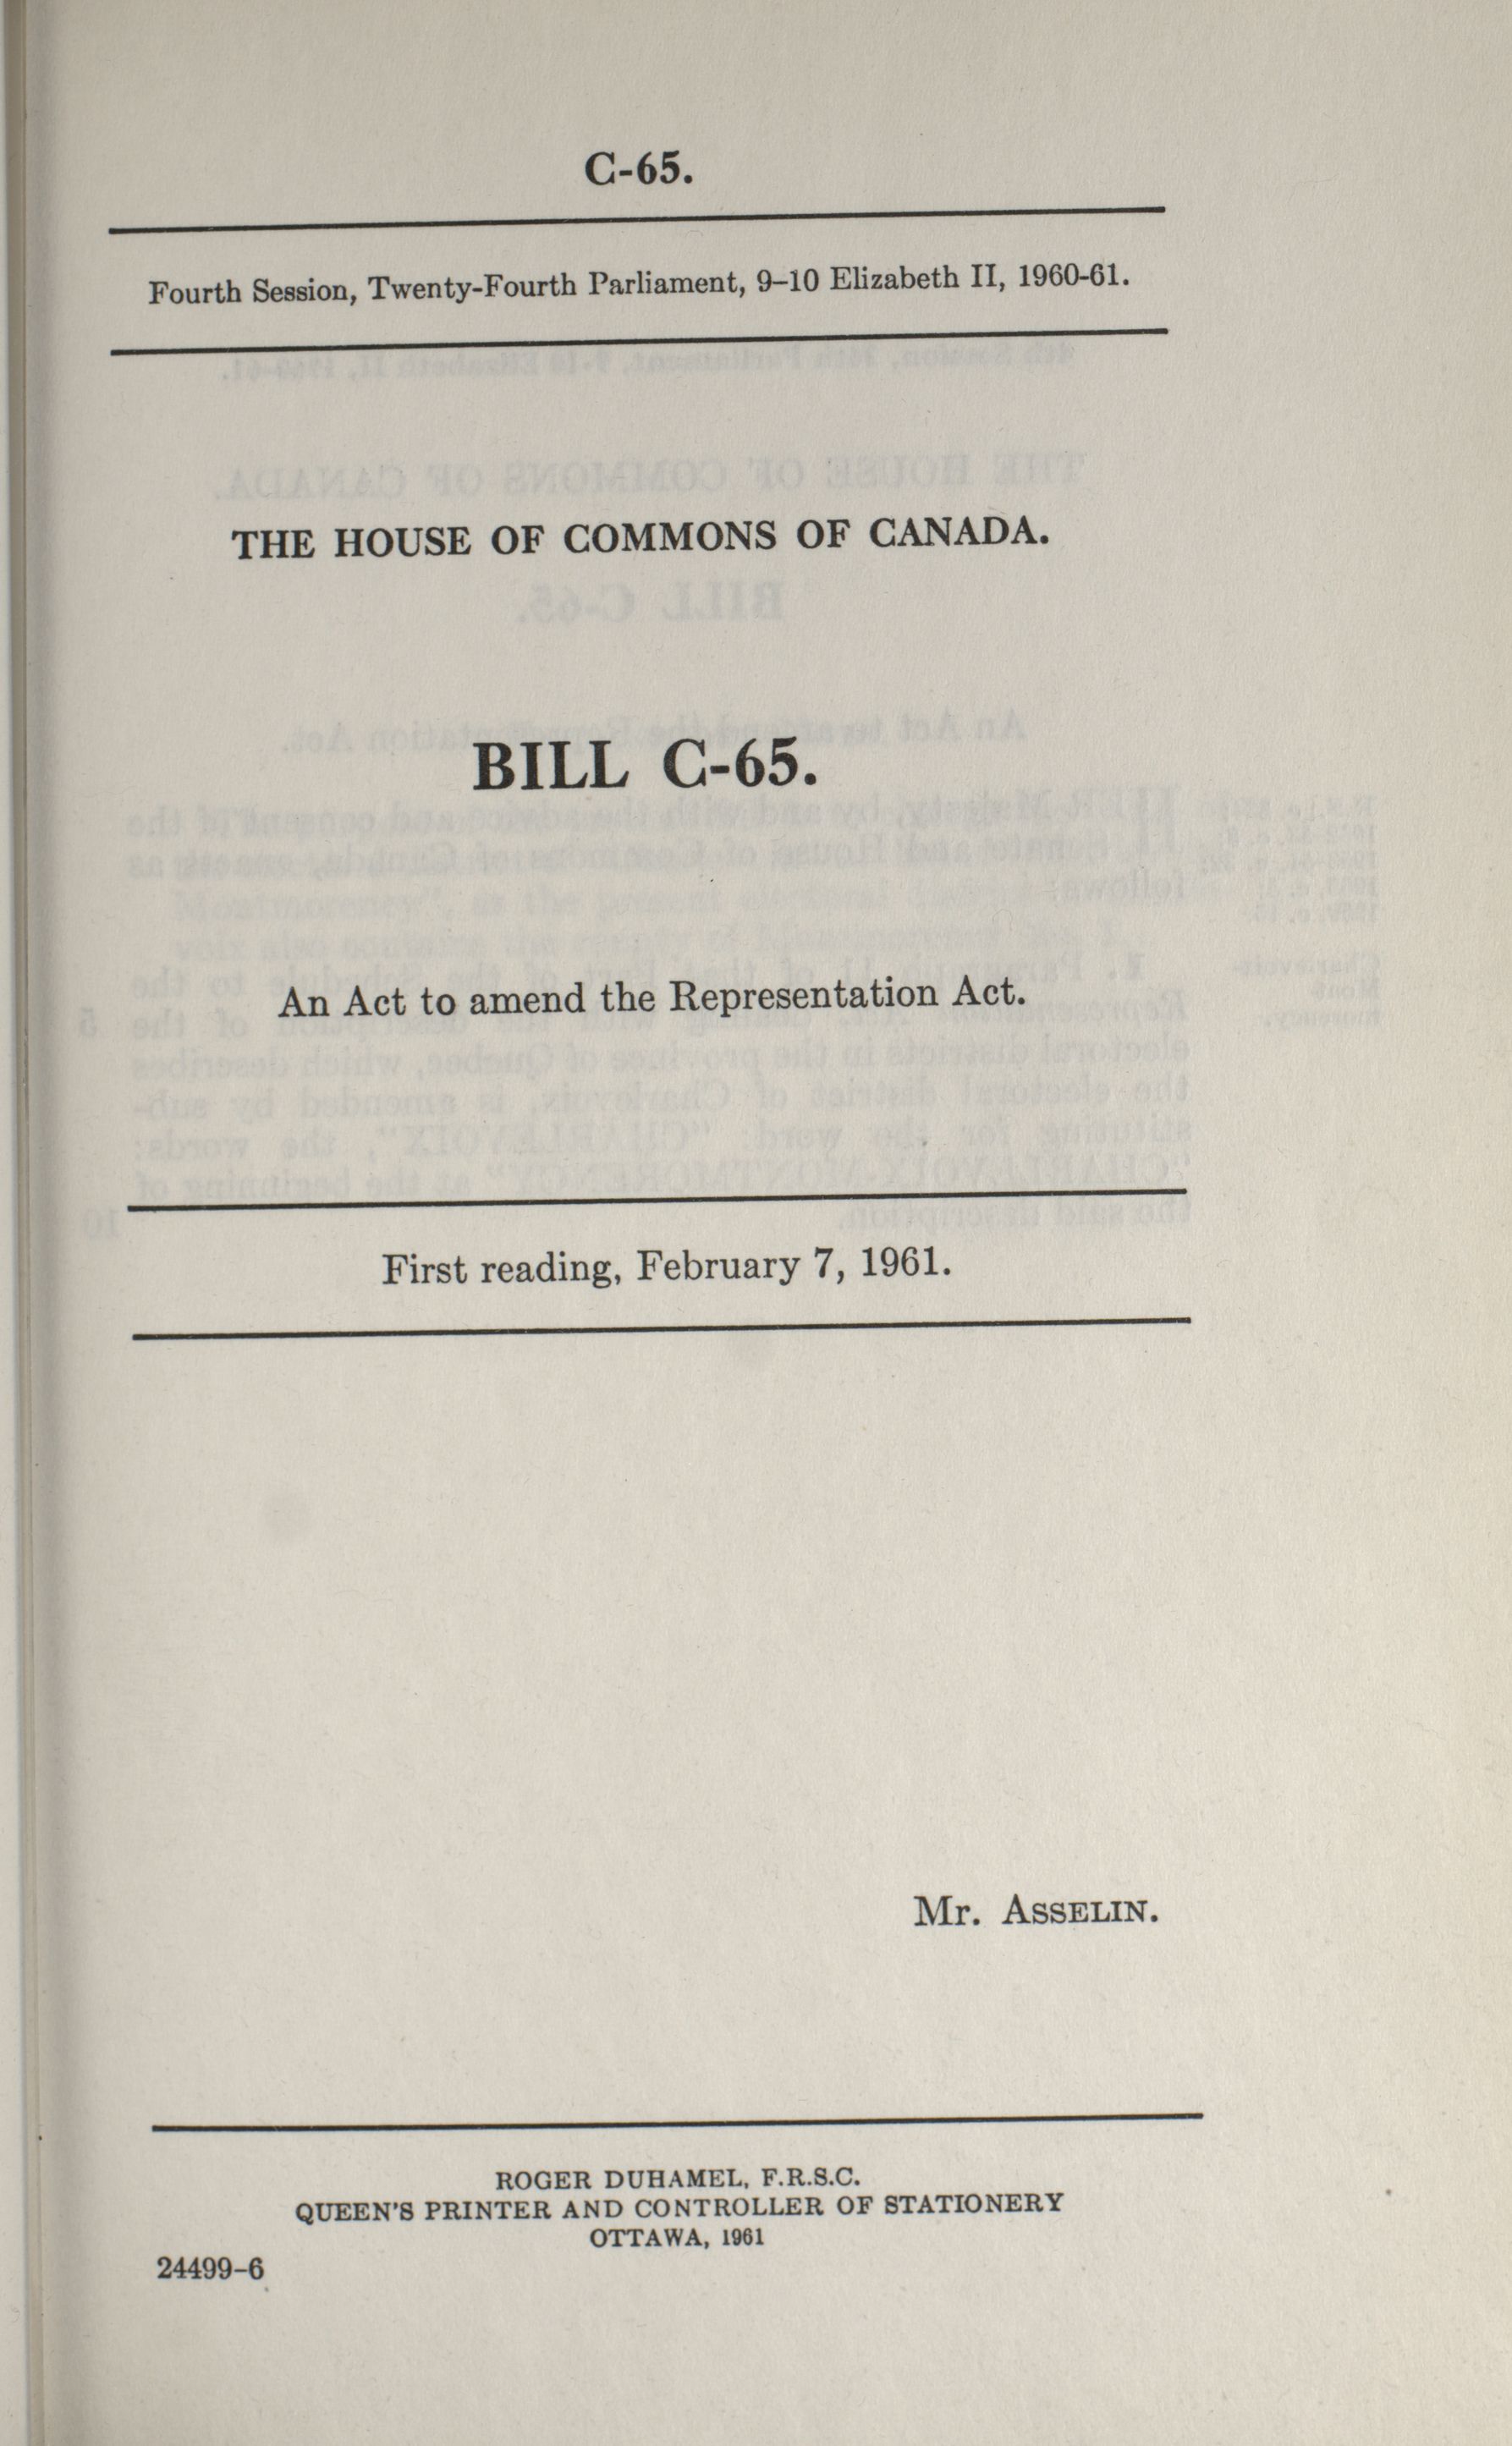 C-65.
Fourth Session, Twenty-Fourth Parliament, 9–10 Elizabeth II, 1960-61.
THE HOUSE OF COMMONS OF CANADA.
BILL C-65.
An Act to amend the Representation Act.
First reading, February 7, 1961.
Mr. ASSELIN.
ROGER DUHAMEL, F.R.S.C.
QUEEN'S PRINTER AND CONTROLLER OF STATIONERY
OTTAWA, 1961
24499–6